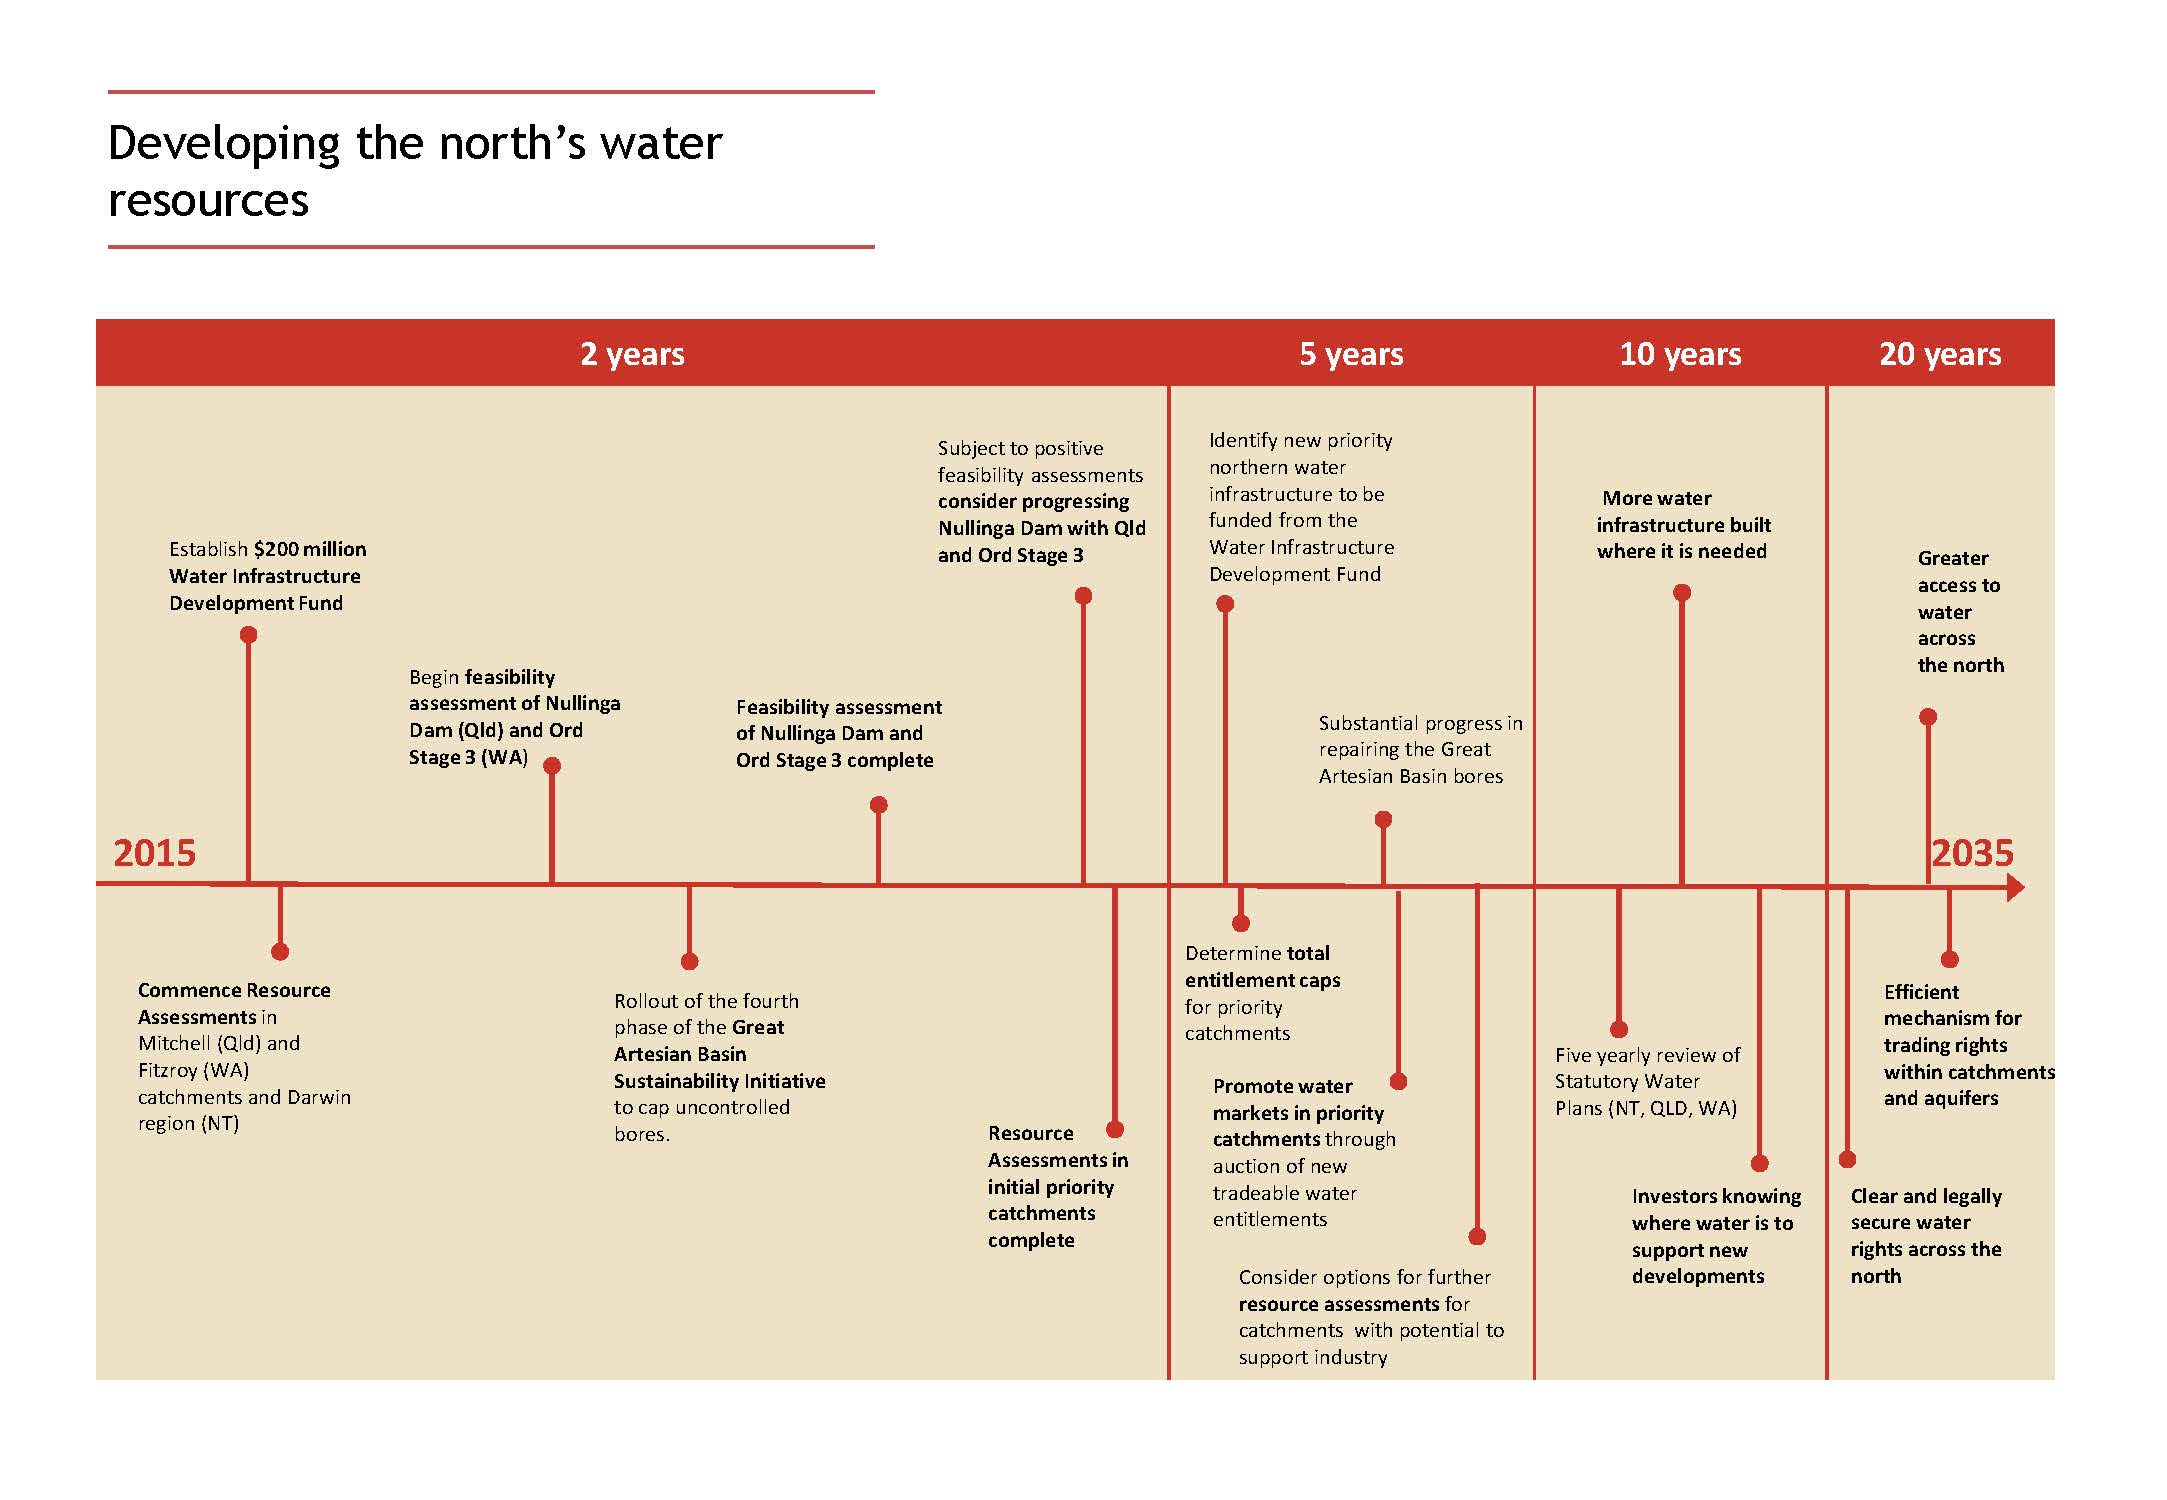 Developing the north's water
resources
2 years
5 years
10 years
20 years
Establish $200 million
Water Infrastructure
Development Fund
Begin feasibility
assessment of Nullinga
Dam (Qld) and Ord
Stage 3 (WA)
Feasibility assessment
of Nullinga Dam and
Ord Stage 3 complete
Subject to positive
feasibility assessments
consider progressing
Nullinga Dam with Qld
and Ord Stage 3
Identify new priority
northern water
infrastructure to be
funded from the
Water Infrastructure
Development Fund
Substantial progress in
repairing the Great
Artesian Basin bores
More water
infrastructure built
where it is needed
Greater
access to
water
across
the north
2015
2035
Commence Resource
Assessments in
Mitchell (Qld) and
Fitzroy (WA)
catchments and Darwin
region (NT)
Rollout of the fourth
phase of the Great
Artesian Basin
Sustainability Initiative
to cap uncontrolled
bores.
Resource
Assessments in
initial priority
catchments
complete
Determine total
entitlement caps
for priority
catchments
Promote water
markets in priority
catchments through
auction of new
tradeable water
entitlements
Consider options for further
resource assessments for
catchments with potential to
support industry
Five yearly review of
Statutory Water
Plans (NT, QLD, WA)
Investors knowing
where water is to
support new
developments
Clear and legally
secure water
rights across the
north
Efficient
mechanism for
trading rights
within catchments
and aquifers